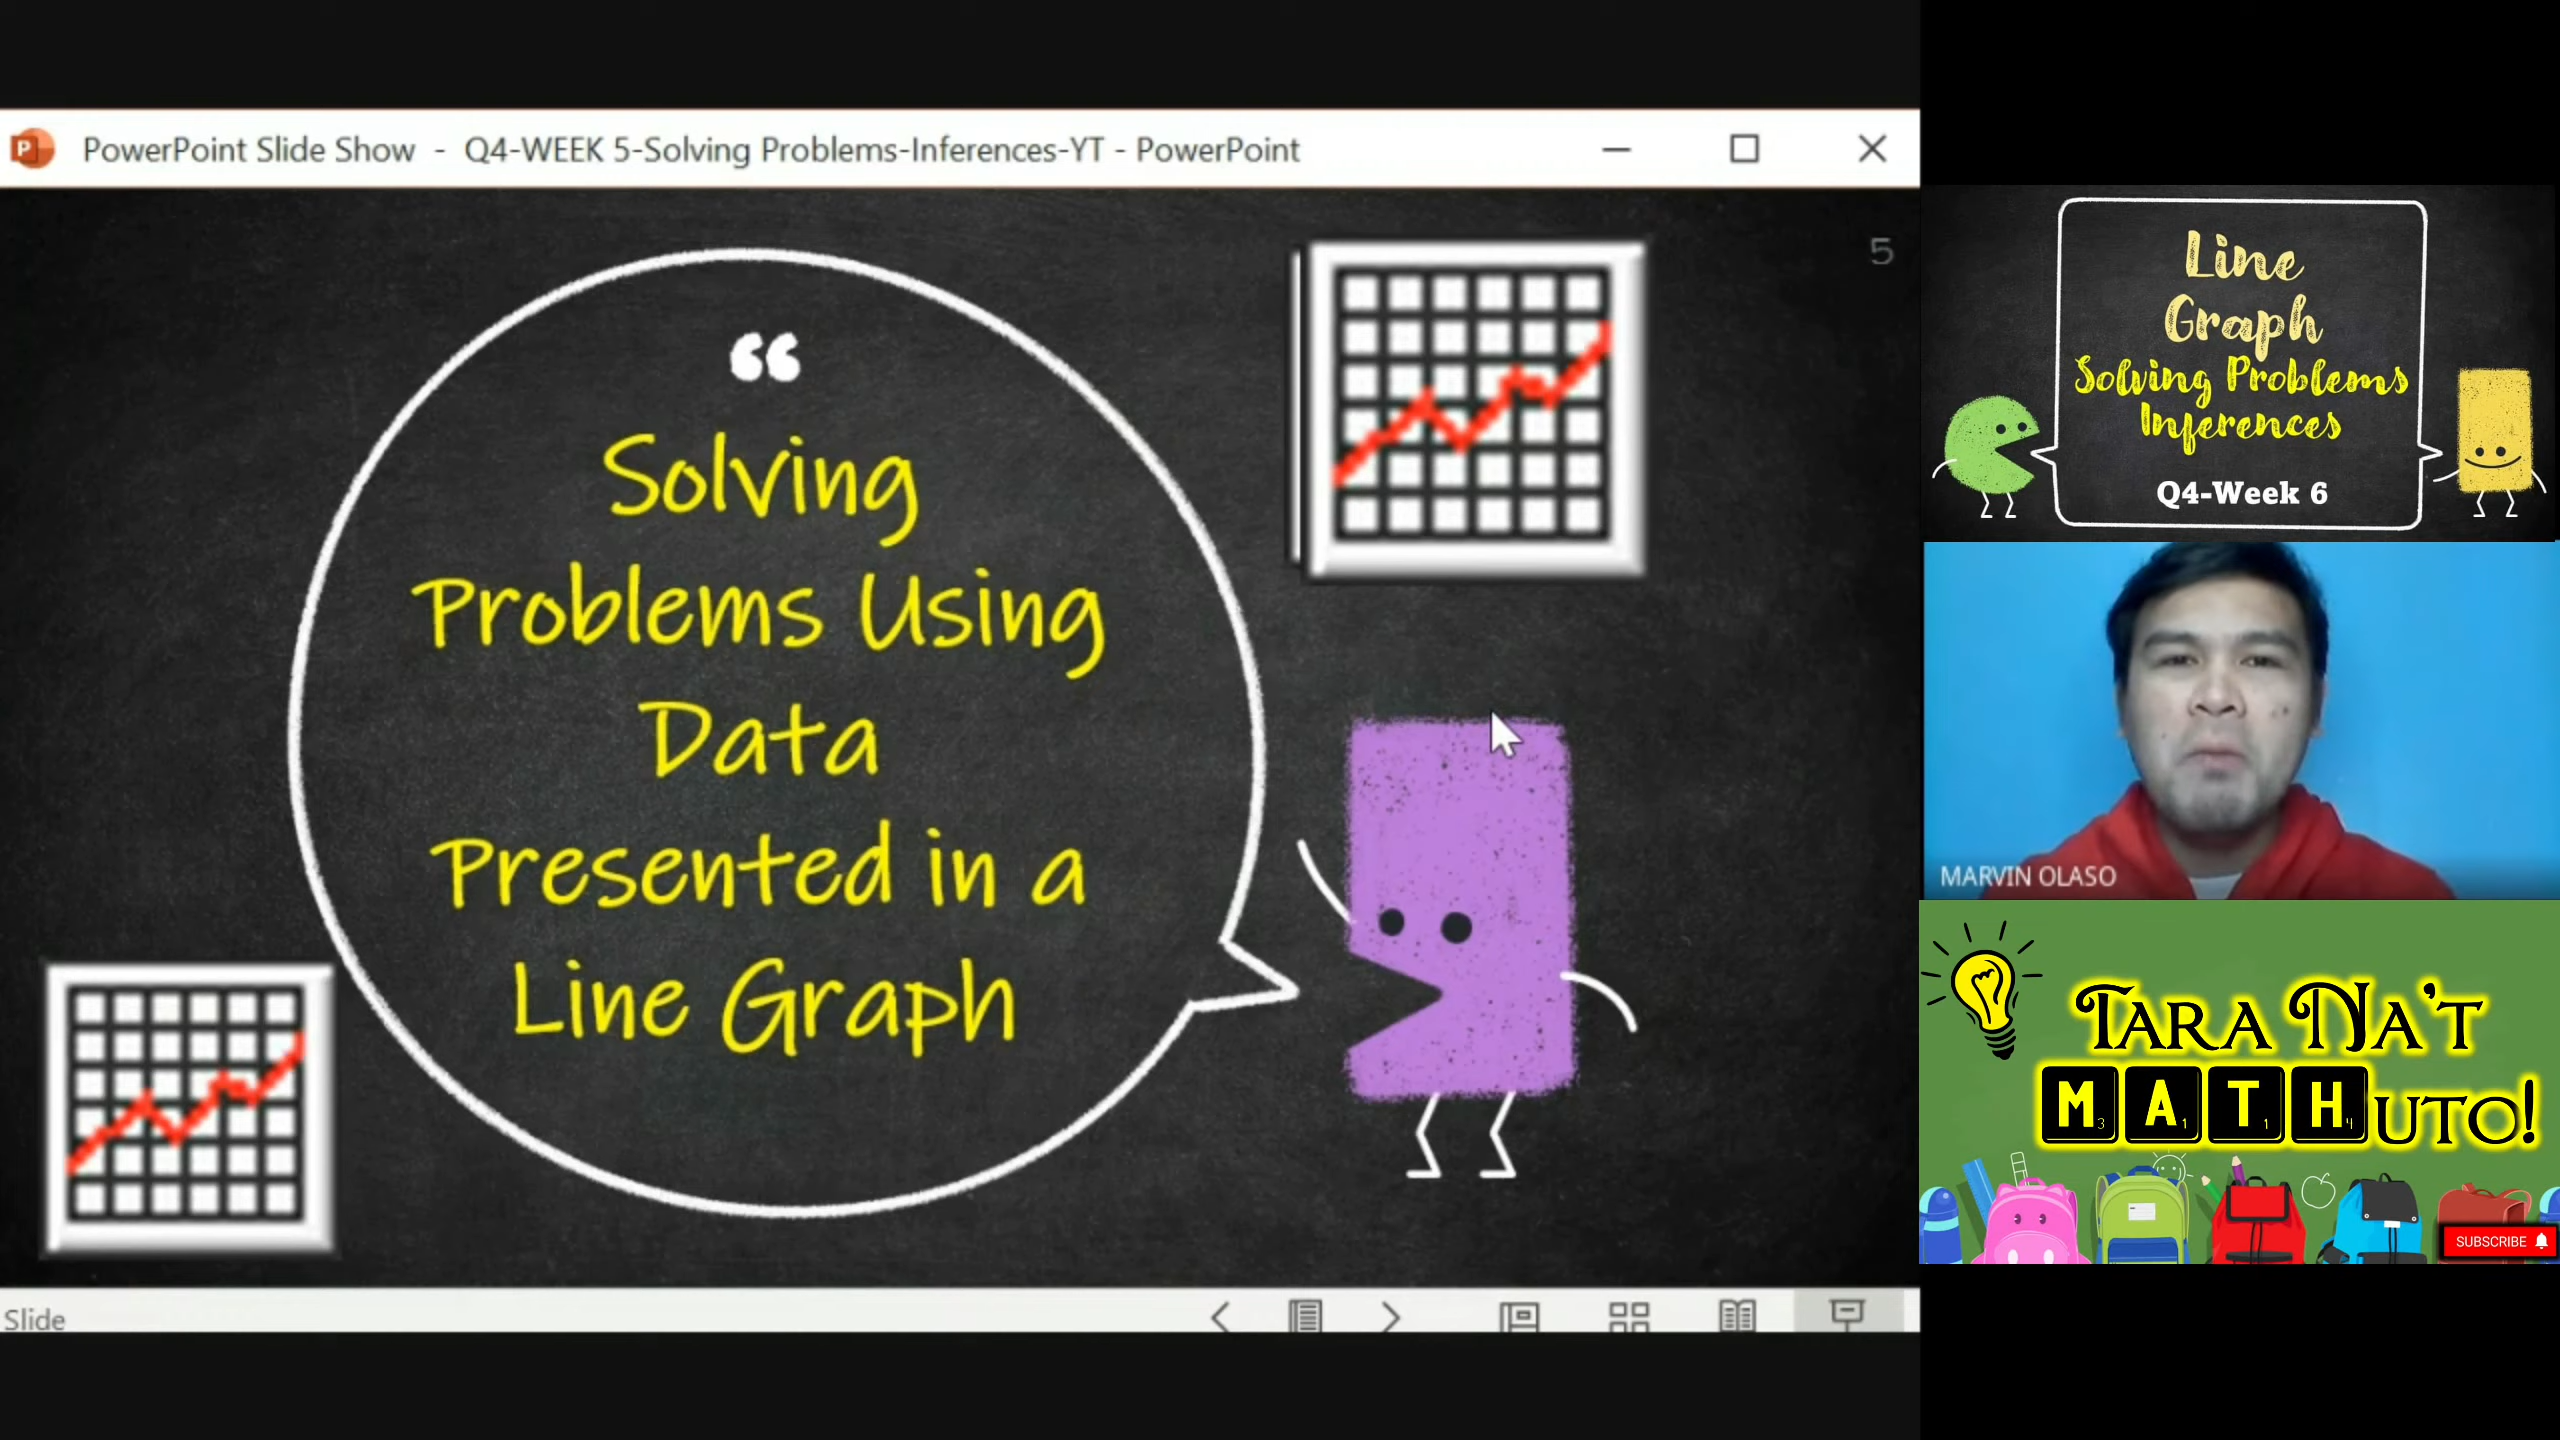 PowerPoint Slide Show - Q4-WEEK 5-Solving Problems-Inferences-YT - PowerPoint
5
“
Solving
Problems Using
Data
Presented in a
Line Graph
Slide
Line
Graph
Solving Problems
Inferences
Q4-Week 6
MARVIN OLASO
TARA NA'T
MATHUTO!
SUBSCRIBE